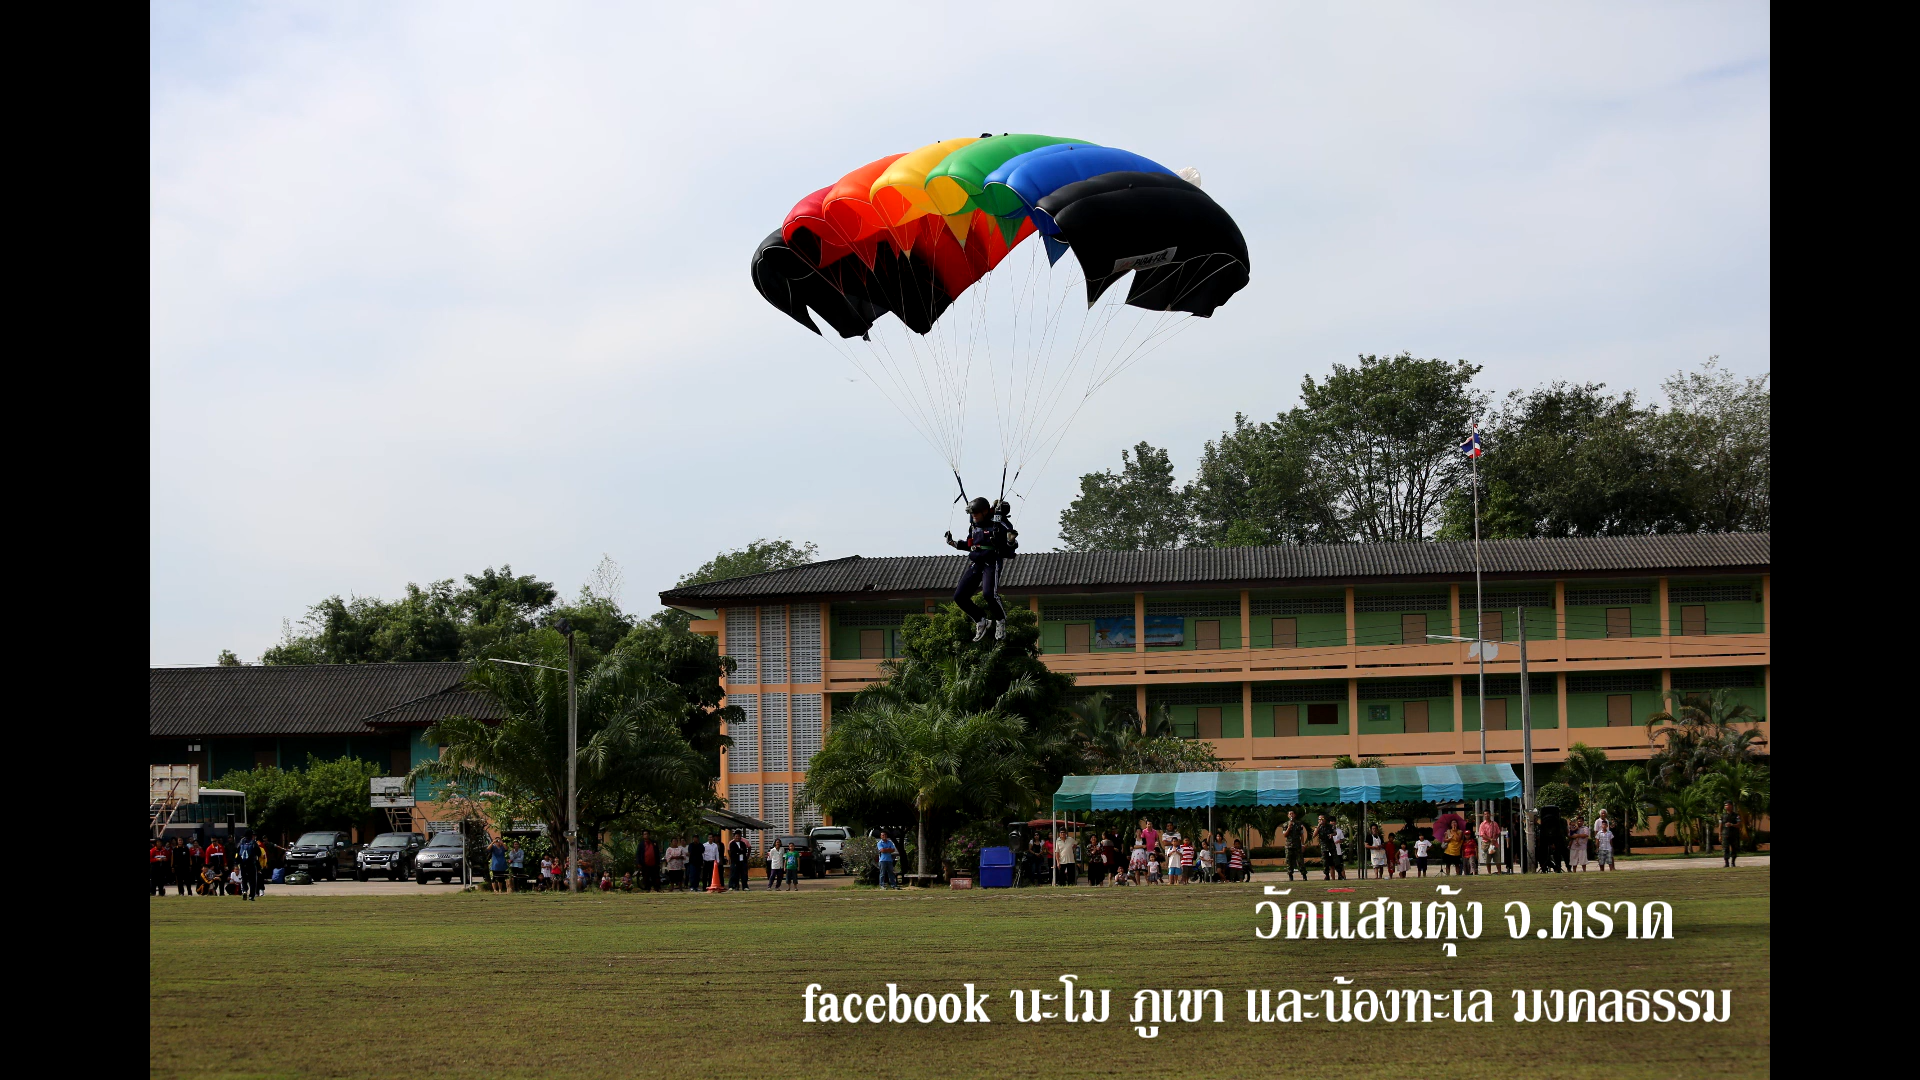 วัดแสนตุ้ง จ.ตราด
facebook นะโม ภูเขา และน้องทะเล มงคลธรรม